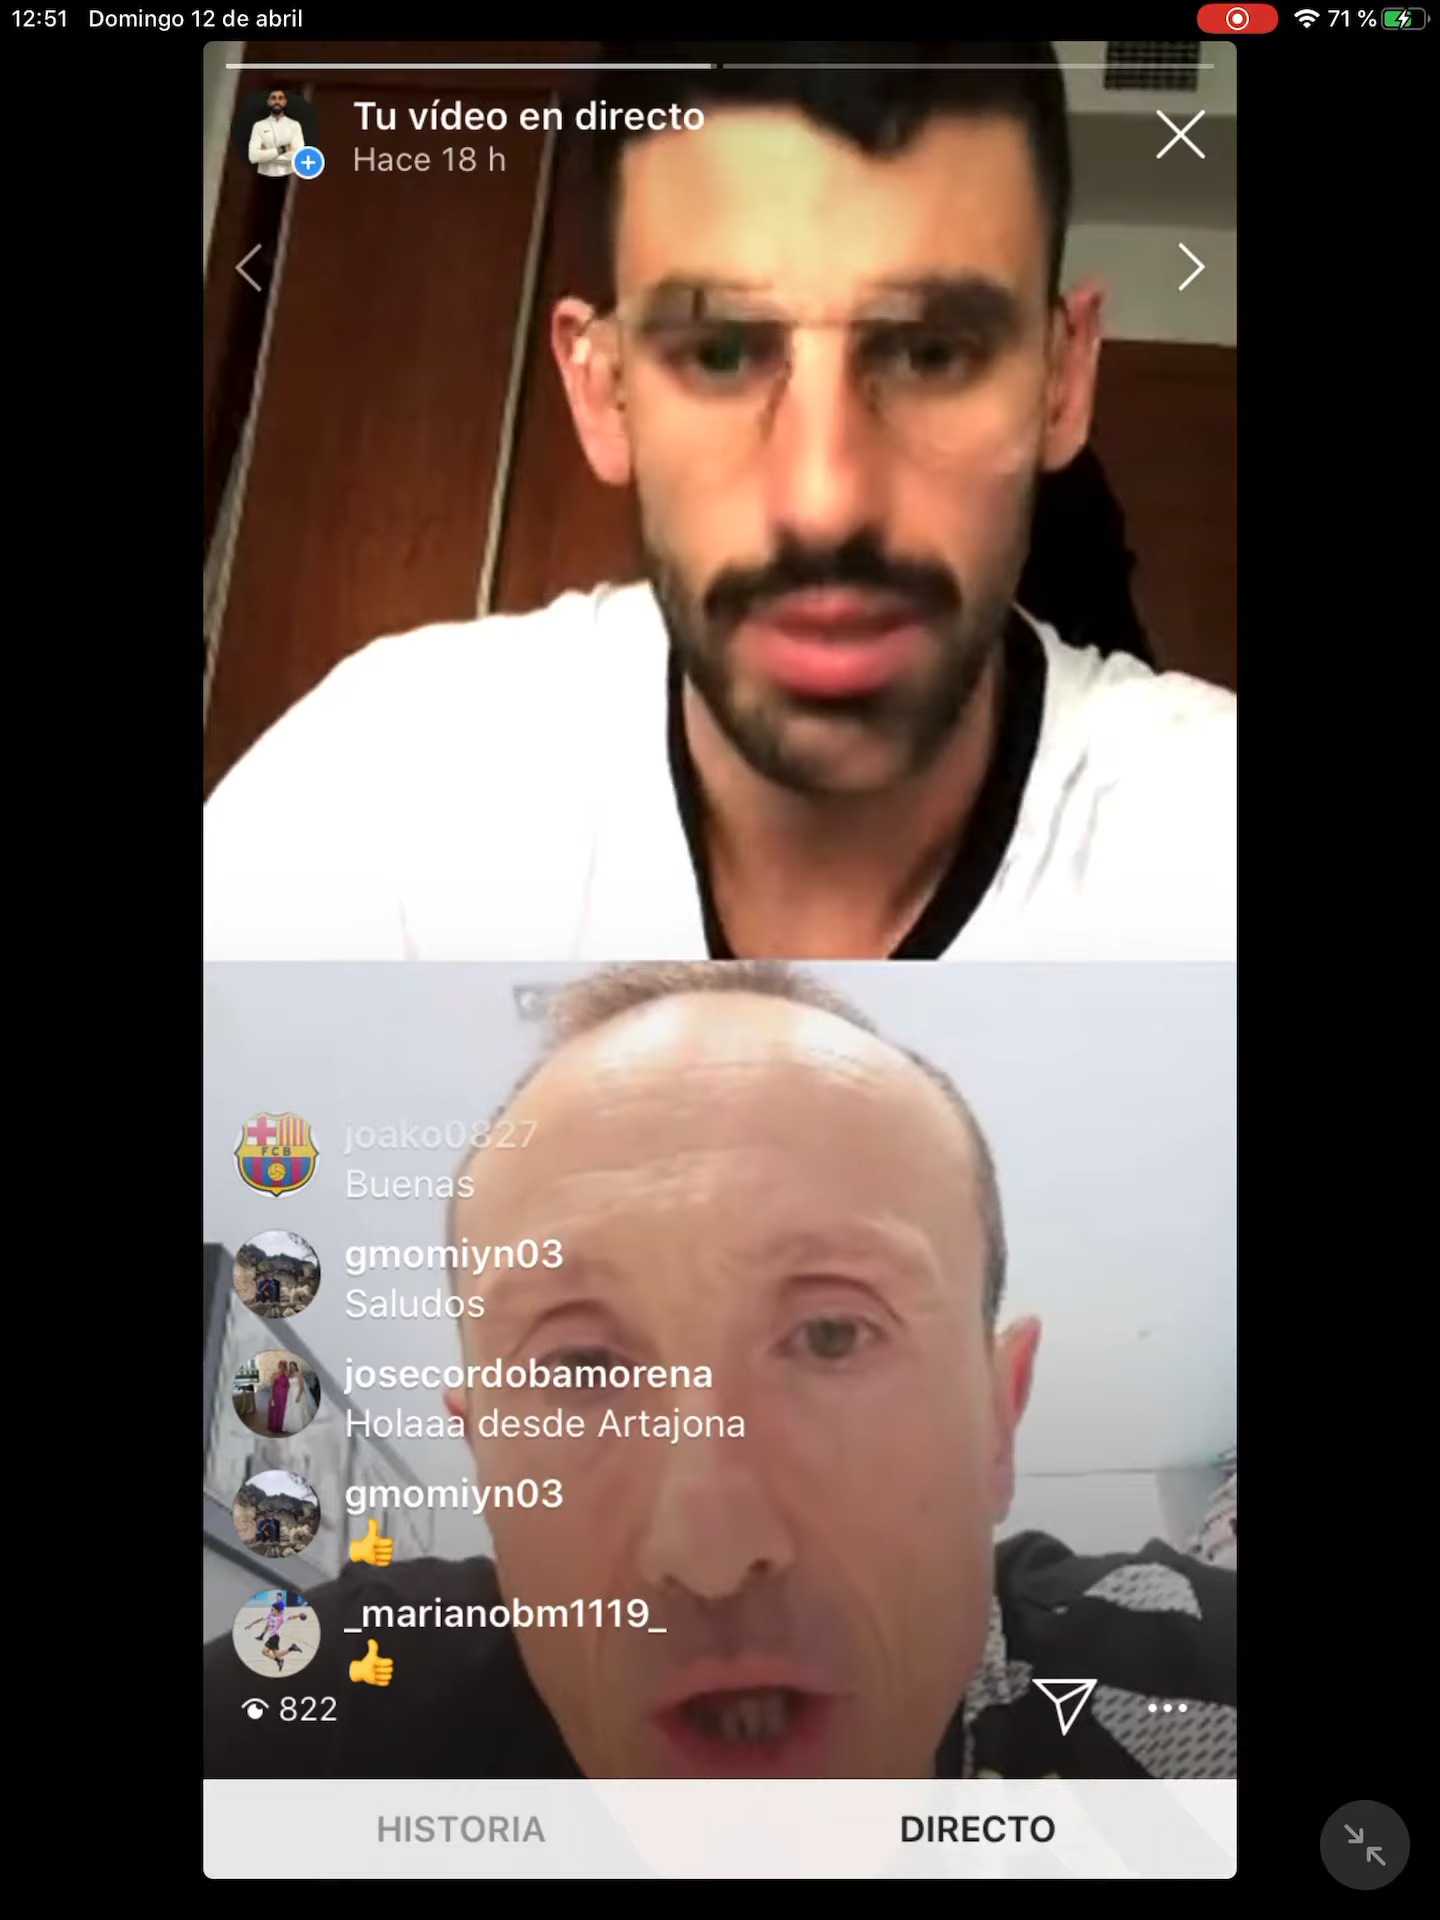 12:51 Domingo 12 de abril
71 %
Tu vídeo en directo
Hace 18 h
joako0827
Buenas
FCB
gmomiyn03
Saludos
josecordobamorena
Holaaa desde Artajona
gmomiyn03
👍
_marianobm1119_
👍
822
HISTORIA
DIRECTO